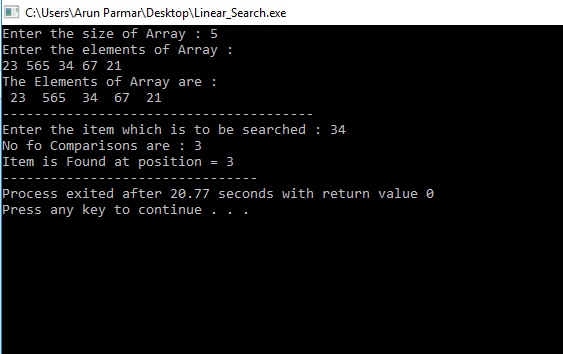 C:\Users\Arun Parmar\Desktop\Linear_Search.exe
Enter the size of Array : 5
Enter the elements of Array :
23 565 34 67 21
The Elements of Array are :
 23  565  34  67  21
---------------------------------------
Enter the item which is to be searched : 34
No fo Comparisons are : 3
Item is Found at position = 3
--------------------------------
Process exited after 20.77 seconds with return value 0
Press any key to continue . . .